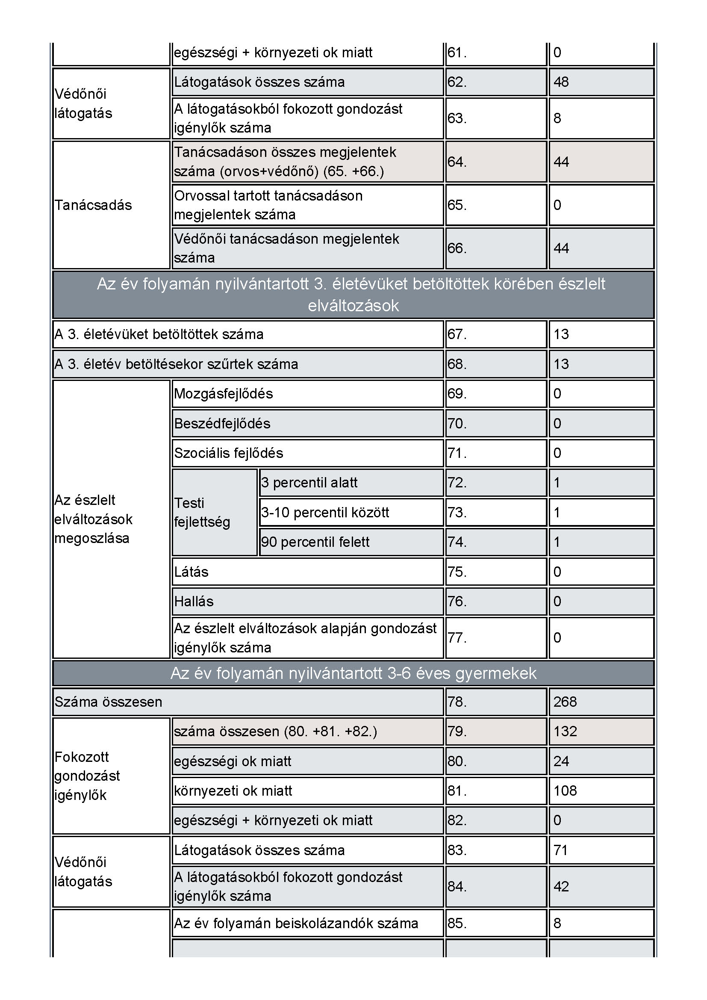 egészségi + környezeti ok miatt 61. 0
Védőnői
látogatás
Látogatások összes száma 62. 48
A látogatásokból fokozott gondozást
igénylők száma 63. 8
Tanácsadás
Tanácsadáson összes megjelentek
száma (orvos+védőnő) (65. +66.) 64. 44
Orvossal tartott tanácsadáson
megjelentek száma 65. 0
Védőnői tanácsadáson megjelentek
száma 66. 44
Az év folyamán nyilvántartott 3. életévüket betöltöttek körében észlelt
elváltozások
A 3. életévüket betöltöttek száma 67. 13
A 3. életév betöltésekor szűrtek száma 68. 13
Az észlelt
elváltozások
megoszlása
Mozgásfejlődés 69. 0
Beszédfejlődés 70. 0
Szociális fejlődés 71. 0
Testi
fejlettség
3 percentil alatt 72. 1
3-10 percentil között 73. 1
90 percentil felett 74. 1
Látás 75. 0
Hallás 76. 0
Az észlelt elváltozások alapján gondozást
igénylők száma 77. 0
Az év folyamán nyilvántartott 3-6 éves gyermekek
Száma összesen 78. 268
Fokozott
gondozást
igénylők
száma összesen (80. +81. +82.) 79. 132
egészségi ok miatt 80. 24
környezeti ok miatt 81. 108
egészségi + környezeti ok miatt 82. 0
Védőnői
látogatás
Látogatások összes száma 83. 71
A látogatásokból fokozott gondozást
igénylők száma 84. 42
Az év folyamán beiskolázandók száma 85. 8